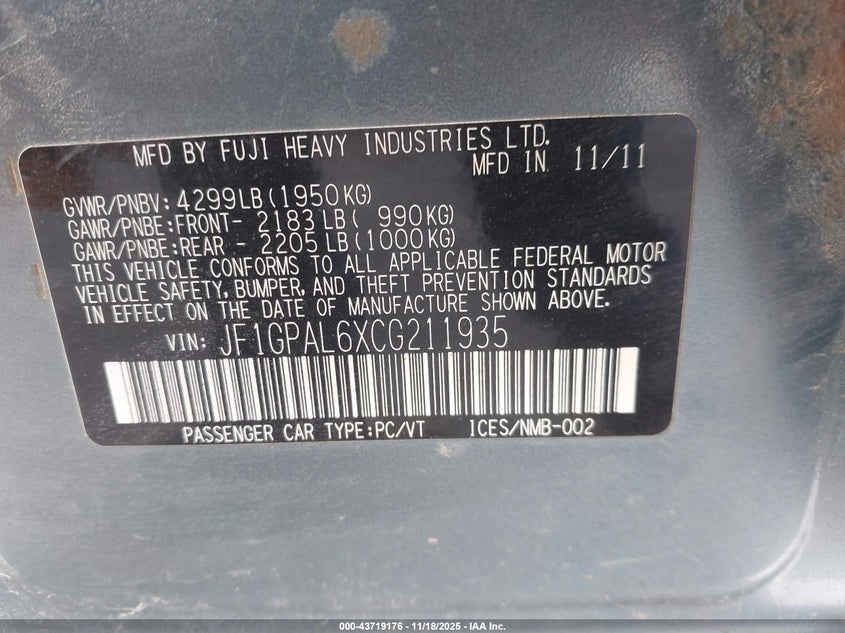 MFD BY FUJI HEAVY INDUSTRIES LTD.
MFD IN 11/11
GVWR/PNBV: 4299LB (1950KG)
GAWR/PNBE:FRONT- 2183LB ( 990KG)
GAWR/PNBE:REAR - 2205LB (1000KG)
THIS VEHICLE CONFORMS TO ALL APPLICABLE FEDERAL MOTOR
VEHICLE SAFETY, BUMPER, AND THEFT PREVENTION STANDARDS
IN EFFECT ON THE DATE OF MANUFACTURE SHOWN ABOVE.
VIN: JF1GPAL6XCG211935
PASSENGER CAR TYPE:PC/VT ICES/NMB-002
000-43719176 - 11/18/2025 - IAA Inc.